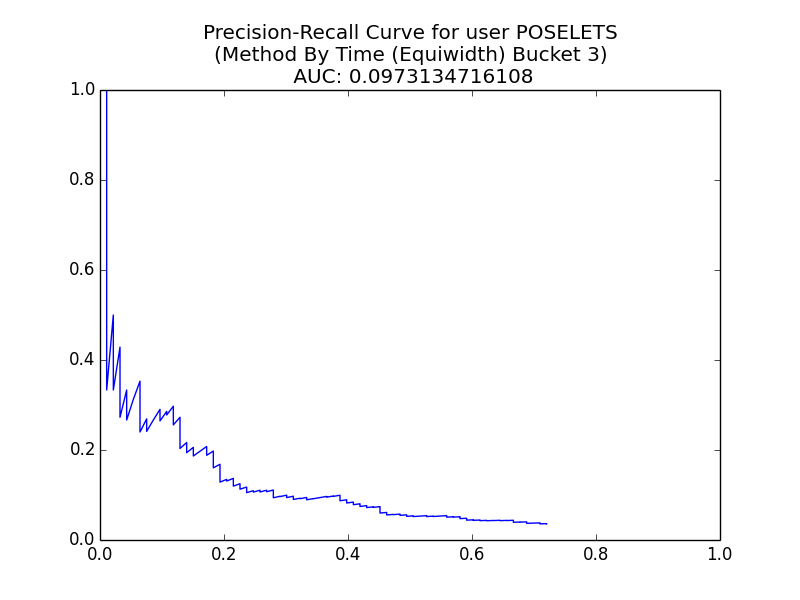 Precision-Recall Curve for user POSELETS
(Method By Time (Equiwidth) Bucket 3)
AUC: 0.0973134716108
1.0
0.8
0.6
0.4
0.2
0.0
0.0 0.2 0.4 0.6 0.8 1.0